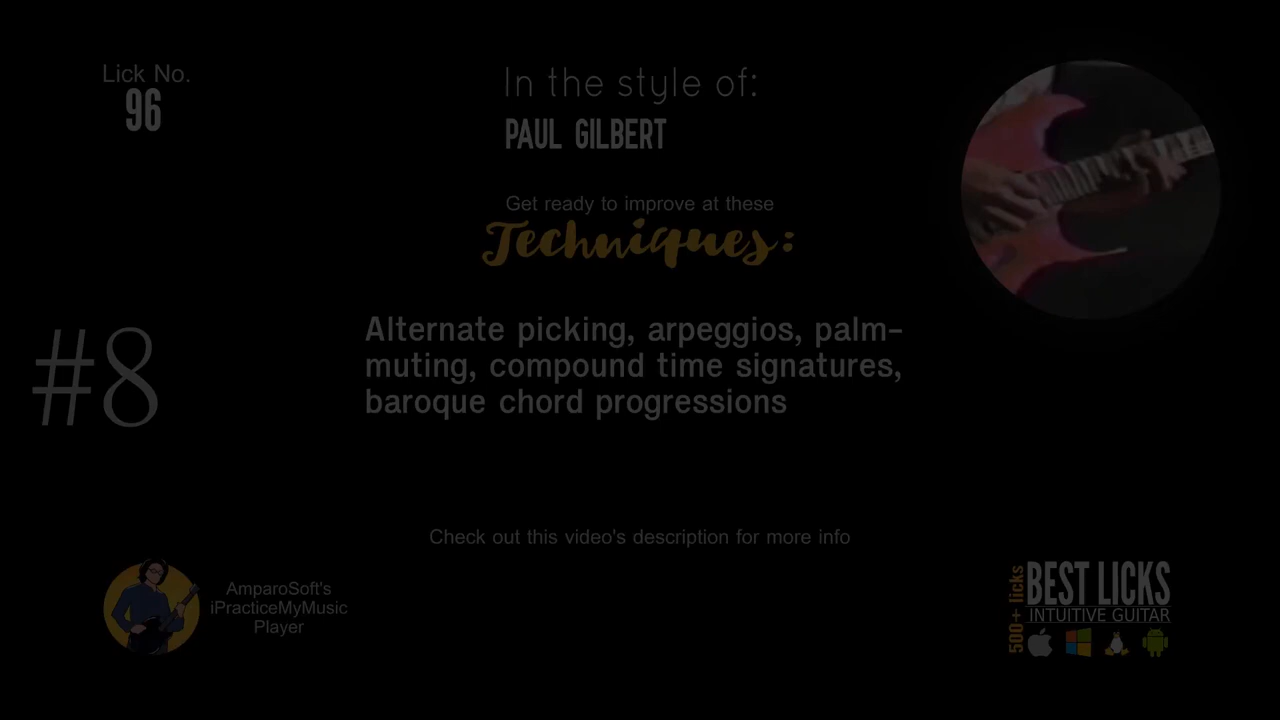 Lick No.
96
In the style of:
PAUL GILBERT
Get ready to improve at these
Techniques:
#8
Alternate picking, arpeggios, palm-
muting, compound time signatures,
baroque chord progressions
Check out this video's description for more info
AmparoSoft's
iPracticeMyMusic
Player
500+ licks
BEST LICKS
INTUITIVE GUITAR